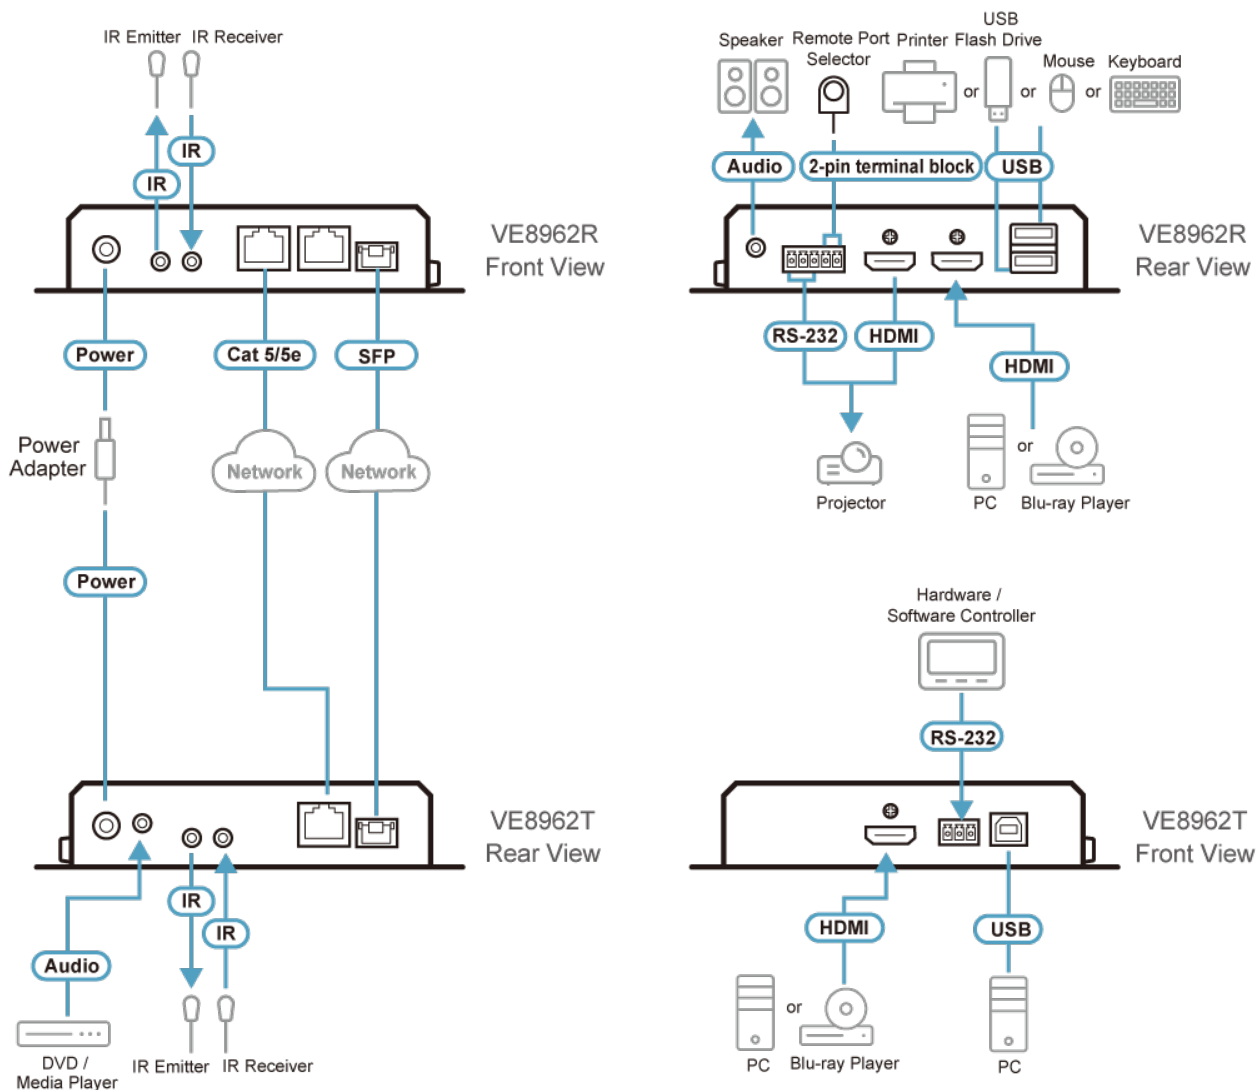 IR Emitter
IR Receiver
IR
IR
VE8962R
Front View
Power
Cat 5/5e
SFP
Power
Adapter
Network
Network
Power
VE8962T
Rear View
IR
IR
Audio
DVD /
Media Player
IR Emitter
IR Receiver
Speaker
Remote Port
Selector
Printer
or
USB
Flash Drive
or
Mouse
or
Keyboard
Audio
2-pin terminal block
USB
VE8962R
Rear View
RS-232
HDMI
HDMI
Projector
PC
or
Blu-ray Player
Hardware /
Software Controller
RS-232
VE8962T
Front View
HDMI
USB
PC
or
Blu-ray Player
PC